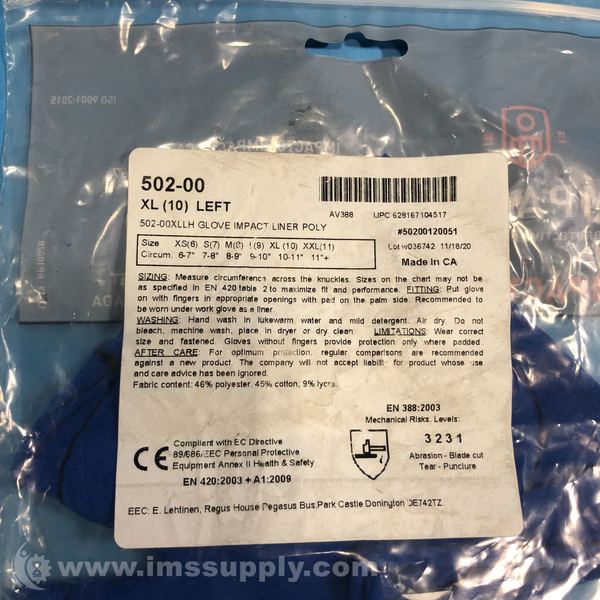 ISO 9001:2015
502-00
XL (10) LEFT
AV388 UPC 628167104517
502-00XLLH GLOVE IMPACT LINER POLY
#50200120051
Size XS(6) S(7) M(8) L(9) XL (10) XXL(11)
Circum. 6-7" 7-8" 8-9" 9-10" 10-11" 11"+
Lot w036742 11/18/20
Made in CA
SIZING: Measure circumference across the knuckles. Sizes on the chart may not be
as specified in EN 420 table 2 to maximize fit and performance. FITTING: Put glove
on with fingers in appropriate openings with pad on the palm side. Recommended
to be worn under work glove as a liner.
WASHING: Hand wash in lukewarm water and mild detergent. Air dry. Do not
bleach, machine wash, place in dryer or dry clean. LIMITATIONS: Wear correct
size and fastened. Gloves without fingers provide protection only where padded
AFTER CARE: For optimum protection, regular comparisons are recommended
against a new product. The company will not accept liability for product whose use
and care advice has been ignored.
Fabric content: 46% polyester, 45% cotton, 9% lycra.
EN 388:2003
Mechanical Risks, Levels:
3 2 3 1
Abrasion - Blade cut
Tear - Puncture
CE
Compliant with EC Directive
89/686/EEC Personal Protective
Equipment Annex II Health & Safety
EN 420:2003 + A1:2009
EEC: E. Lehtinen, Regus House Pegasus Bus,Park Castle Donington DE742TZ
© www.imssupply.com!